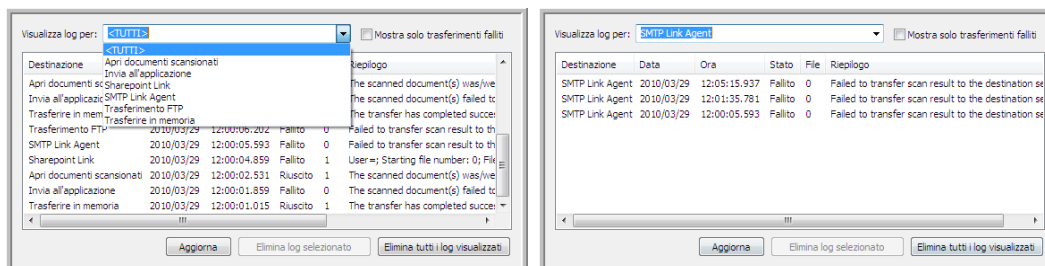 Visualizza log per: <TUTTI> Mostra solo trasferimenti falliti
<TUTTI>
Apri documenti scansionati
Invia all'applicazione
Sharepoint Link
SMTP Link Agent
Trasferimento FTP
Trasferire in memoria
Destinazione Riepilogo
Apri documenti sc The scanned document(s) was/we
Invia all'applicazio The scanned document(s) failed to
Trasferire in mem The transfer has completed succes
Trasferimento FTP 2010/03/29 12:00:06.202 Fallito 0 Failed to transfer scan result to th
SMTP Link Agent 2010/03/29 12:00:05.593 Fallito 0 Failed to transfer scan result to th
Sharepoint Link 2010/03/29 12:00:04.859 Fallito 1 User=; Starting file number: 0; File
Apri documenti scansionati 2010/03/29 12:00:02.531 Riuscito 1 The scanned document(s) was/we
Invia all'applicazione 2010/03/29 12:00:01.859 Fallito 0 The scanned document(s) failed to
Trasferire in memoria 2010/03/29 12:00:01.015 Riuscito 1 The transfer has completed succes
Aggiorna Elimina log selezionato Elimina tutti i log visualizzati
Visualizza log per: SMTP Link Agent Mostra solo trasferimenti falliti
Destinazione Data Ora Stato File Riepilogo
SMTP Link Agent 2010/03/29 12:05:15.937 Fallito 0 Failed to transfer scan result to the destination se
SMTP Link Agent 2010/03/29 12:01:35.781 Fallito 0 Failed to transfer scan result to the destination se
SMTP Link Agent 2010/03/29 12:00:05.593 Fallito 0 Failed to transfer scan result to the destination se
Aggiorna Elimina log selezionato Elimina tutti i log visualizzati